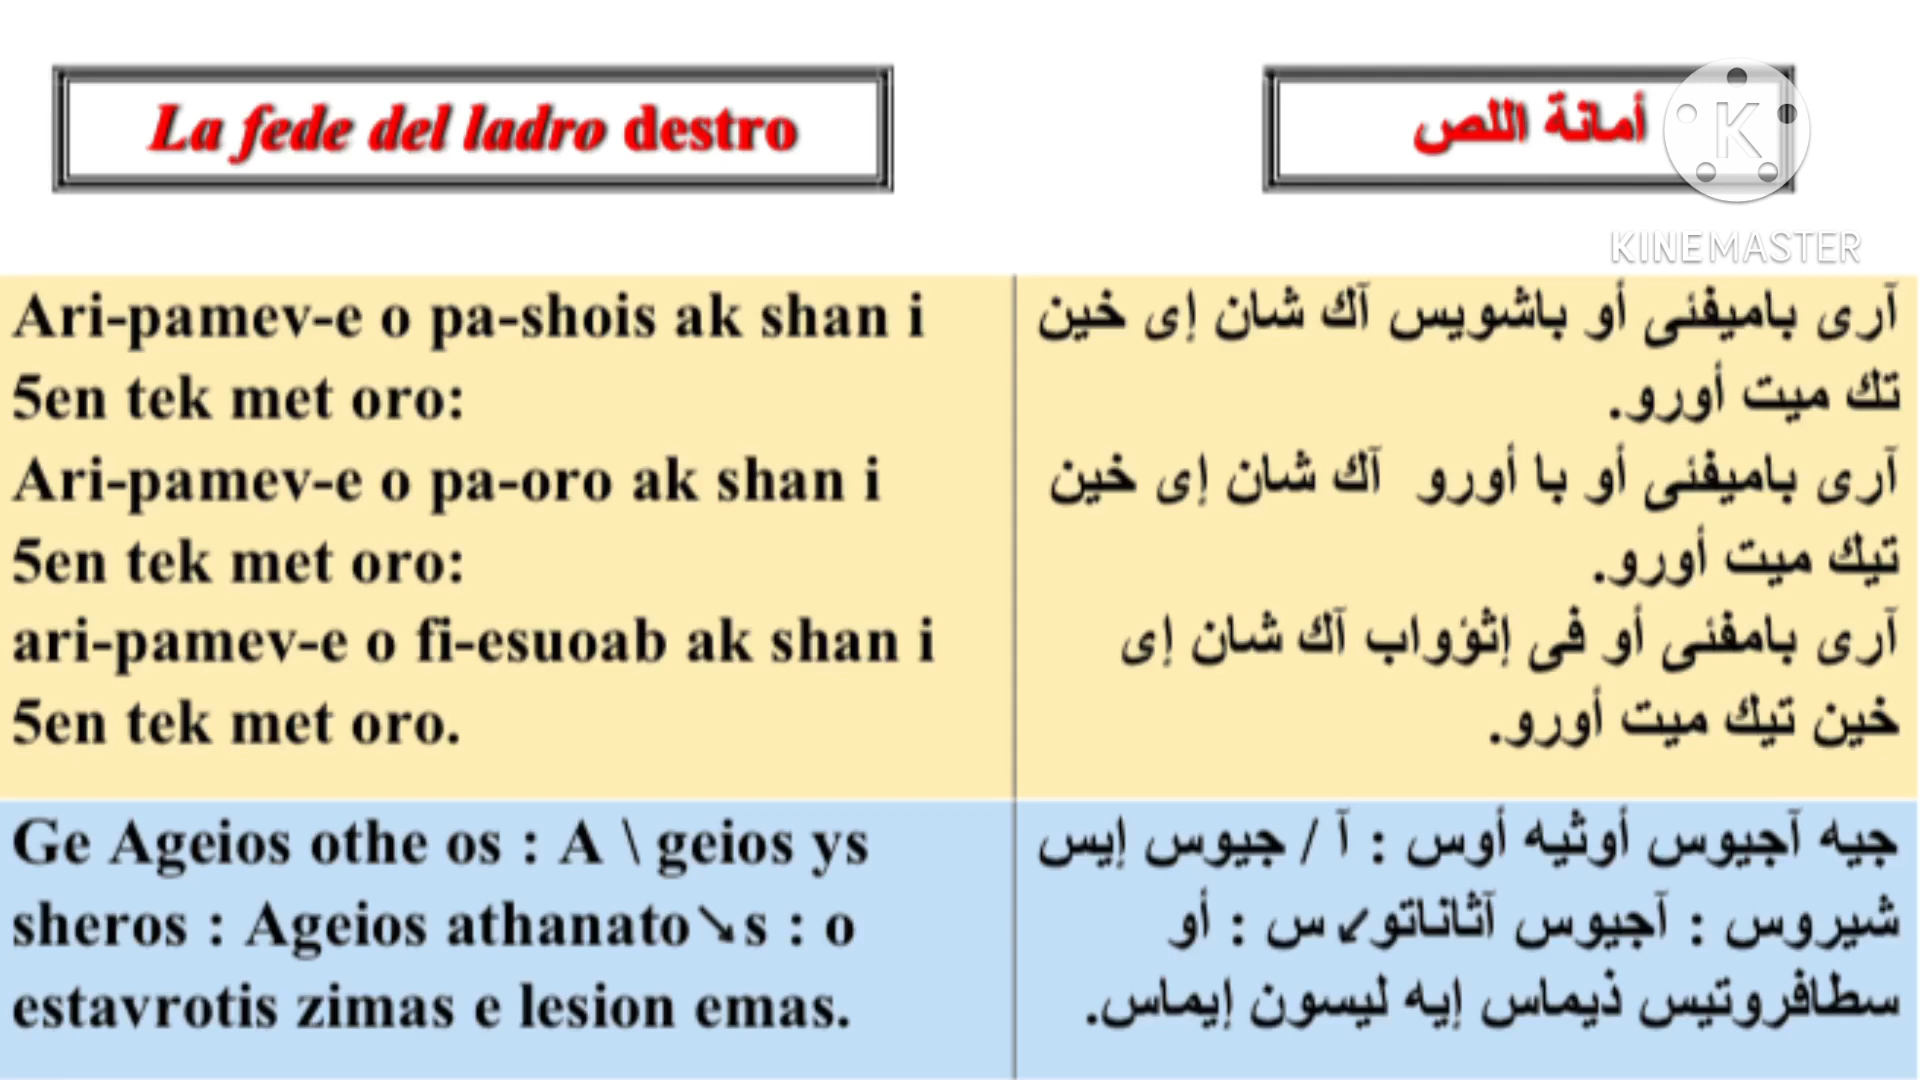 La fede del ladro destro
أمانة اللص
K
KINEMASTER
Ari-pamev-e o pa-shois ak shan i
5en tek met oro:
Ari-pamev-e o pa-oro ak shan i
5en tek met oro:
ari-pamev-e o fi-esuoab ak shan i
5en tek met oro.
آرى باميفئى أو باشويس آك شان إى خين
تك ميت أورو.
آرى باميفئى أو با أورو آك شان إى خين
تيك ميت أورو.
آرى بامفئى أو فى إثؤواب آك شان إى
خين تيك ميت أورو.
Ge Ageios othe os : A \ geios ys
sheros : Ageios athanato↘s : o
estavrotis zimas e lesion emas.
جيه آجيوس أوثيه أوس : آ / جيوس إيس
شيروس : آجيوس آثاناتو↙س : أو
سطافروتيس ذيماس إيه ليسون إيماس.